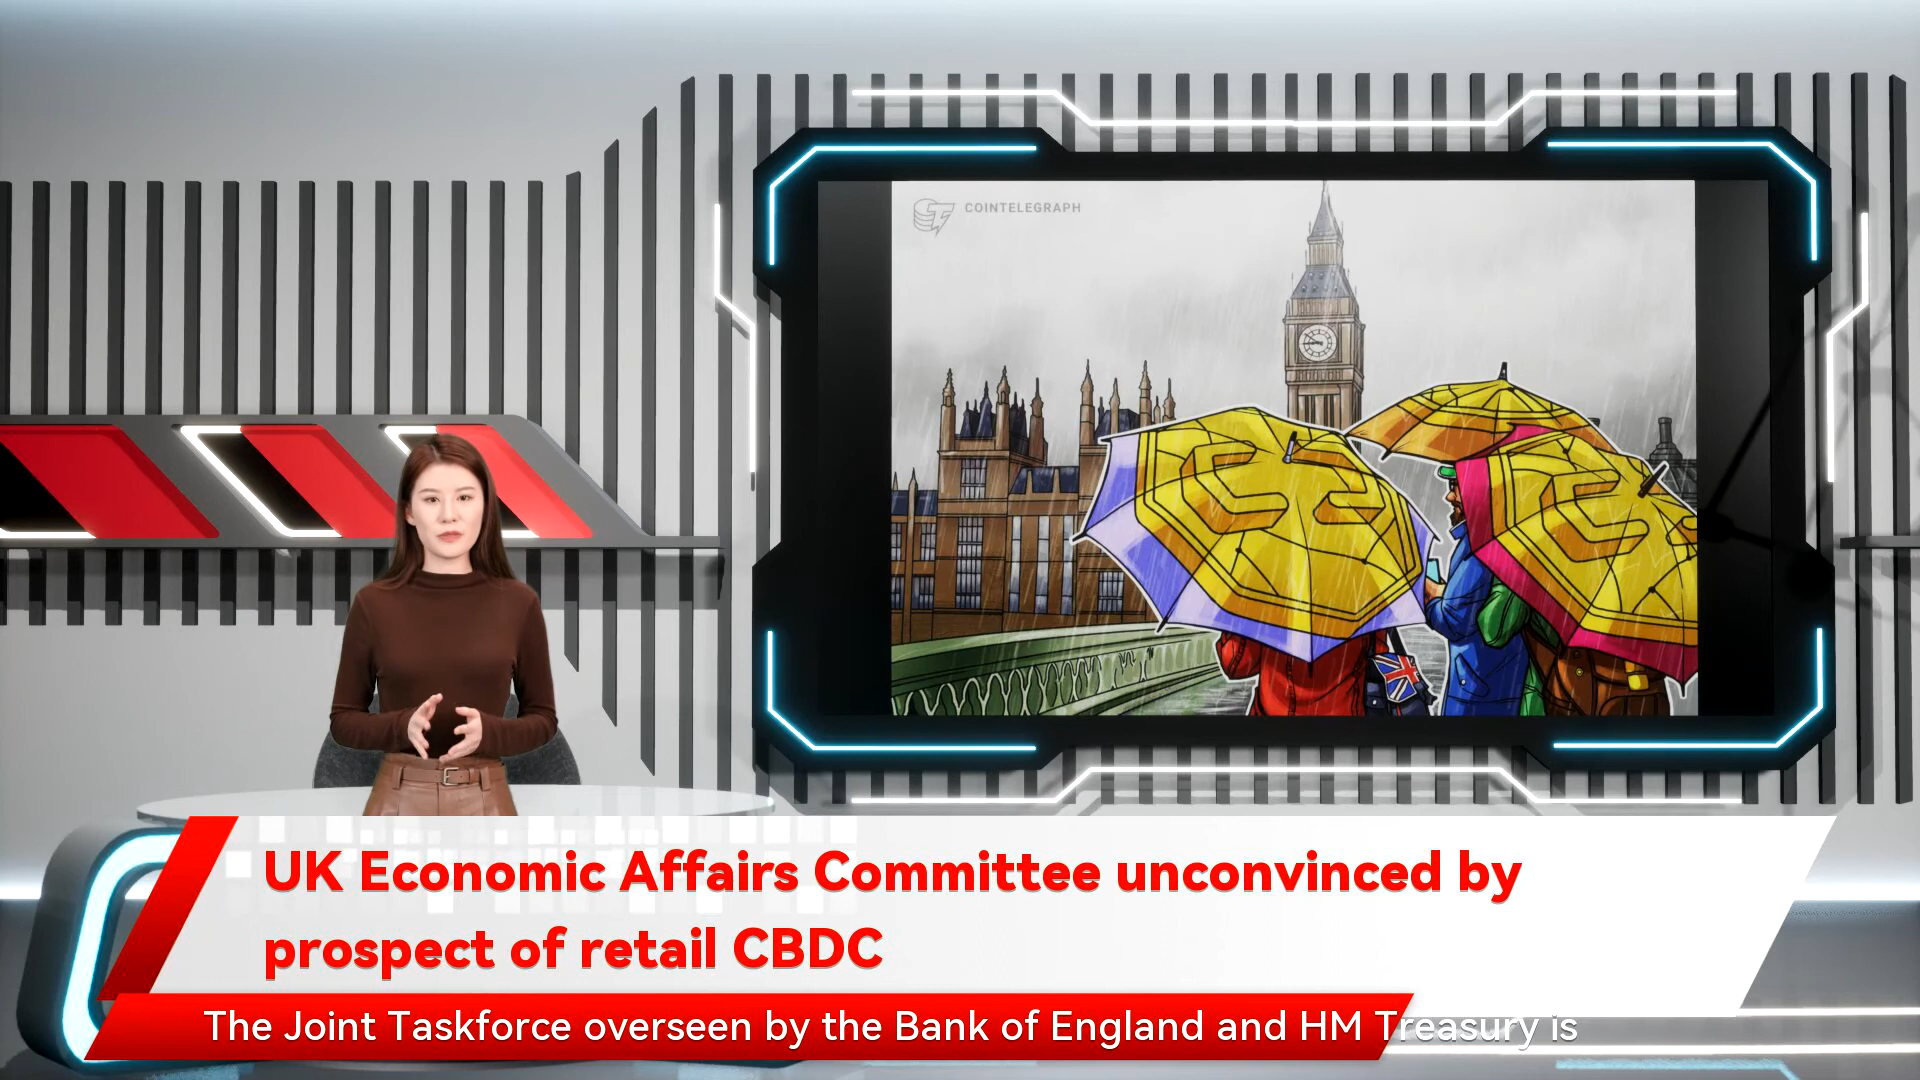 COINTELEGRAPH
UK Economic Affairs Committee unconvinced by
prospect of retail CBDC
The Joint Taskforce overseen by the Bank of England and HM Treasury is